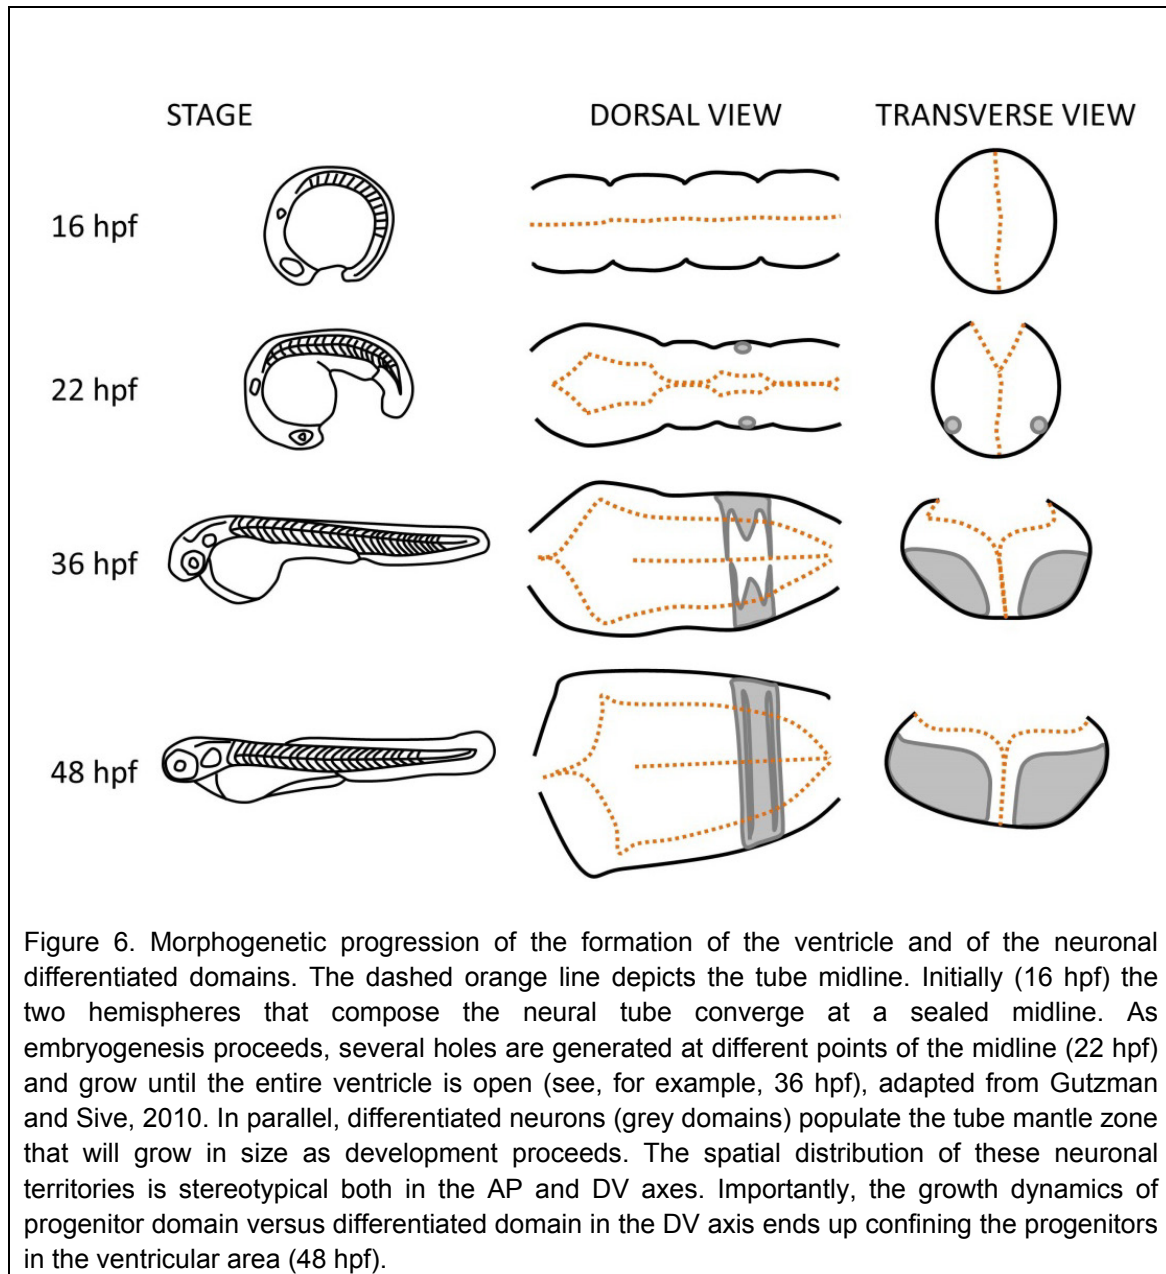 STAGE
DORSAL VIEW
TRANSVERSE VIEW
16 hpf
22 hpf
36 hpf
48 hpf
Figure 6. Morphogenetic progression of the formation of the ventricle and of the neuronal
differentiated domains. The dashed orange line depicts the tube midline. Initially (16 hpf) the
two hemispheres that compose the neural tube converge at a sealed midline. As
embryogenesis proceeds, several holes are generated at different points of the midline (22 hpf)
and grow until the entire ventricle is open (see, for example, 36 hpf), adapted from Gutzman
and Sive, 2010. In parallel, differentiated neurons (grey domains) populate the tube mantle zone
that will grow in size as development proceeds. The spatial distribution of these neuronal
territories is stereotypical both in the AP and DV axes. Importantly, the growth dynamics of
progenitor domain versus differentiated domain in the DV axis ends up confining the progenitors
in the ventricular area (48 hpf).